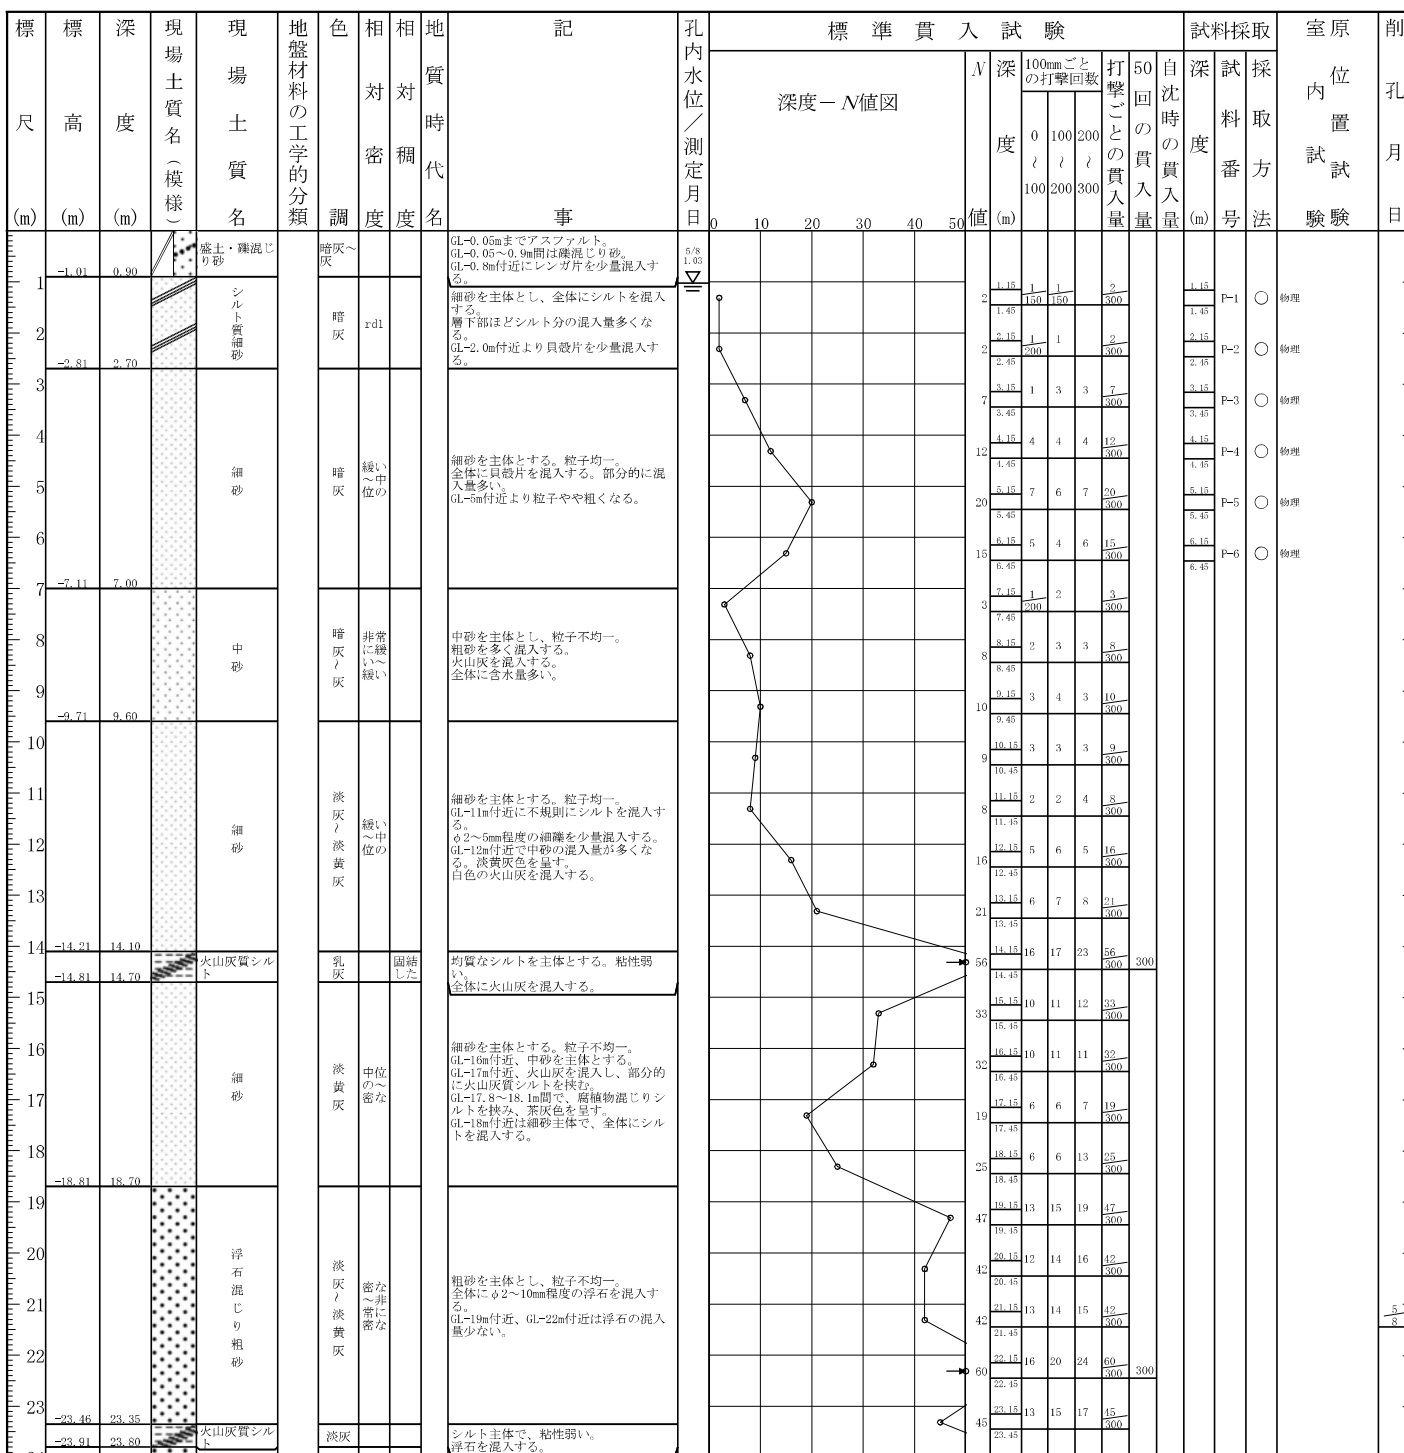 標尺(m)
標高(m)
深度(m)
現場土質名(模様)
現場土質名
地盤材料の工学的分類
色調
相対密度
相対稠度
地質時代名
記事
孔内水位／測定月日
標準貫入試験
深度－N値図
0 10 20 30 40 50
N値
深度(m)
100mmごとの打撃回数
0～100
100～200
200～300
打撃ごとの貫入量
50回の貫入量
自沈時の貫入量
試料採取
深度(m)
試料番号
採取方法
室内試験
原位置試験
削孔月日
-1.01 0.90 盛土・礫混じり砂 暗灰～灰
GL-0.05mまでアスファルト。
GL-0.05～0.9m間は礫混じり砂。
GL-0.8m付近にレンガ片を少量混入す
る。
5/8
1.03
-2.81 2.70 シルト質細砂 暗灰 rd1
細砂を主体とし、全体にシルトを混入
する。
層下部ほどシルト分の混入量多くな
る。
GL-2.0m付近より貝殻片を少量混入す
る。
-7.11 7.00 細砂 暗灰 緩い～中位の
細砂を主体とする。粒子均一。
全体に貝殻片を混入する。部分的に混
入量多い。
GL-5m付近より粒子やや粗くなる。
-9.71 9.60 中砂 暗灰～灰 非常に緩い～緩い
中砂を主体とし、粒子不均一。
粗砂を多く混入する。
火山灰を混入する。
全体に含水量多い。
-14.21 14.10 細砂 淡灰～淡黄灰 緩い～中位の
細砂を主体とする。粒子均一。
GL-11m付近に不規則にシルトを混入す
る。
φ2～5mm程度の細礫を少量混入する。
GL-12m付近で中砂の混入量が多くな
る。淡黄灰色を呈す。
白色の火山灰を混入する。
-14.81 14.70 火山灰質シルト 乳灰 固結した
均質なシルトを主体とする。粘性弱
い。
全体に火山灰を混入する。
-18.81 18.70 細砂 淡黄灰 中位の～密な
細砂を主体とする。粒子不均一。
GL-16m付近、中砂を主体とする。
GL-17m付近、火山灰を混入し、部分的
に火山灰質シルトを挟む。
GL-17.8～18.1m間で、腐植物混じりシ
ルトを挟み、茶灰色を呈す。
GL-18m付近は細砂主体で、全体にシル
トを混入する。
-23.46 23.35 浮石混じり粗砂 淡灰～淡黄灰 密な～非常に密な
粗砂を主体とし、粒子不均一。
全体にφ2～10mm程度の浮石を混入す
る。
GL-19m付近、GL-22m付近は浮石の混入
量少ない。
-23.91 23.80 火山灰質シルト 淡灰
シルト主体で、粘性弱い。
浮石を混入する。
1 2 1.15 1.45 1/150 1/150 2/300 1.15 1.45 P-1 ○ 物理
2 2 2.15 2.45 1/200 1 2/300 2.15 2.45 P-2 ○ 物理
3 7 3.15 3.45 1 3 3 7/300 3.15 3.45 P-3 ○ 物理
4 12 4.15 4.45 4 4 4 12/300 4.15 4.45 P-4 ○ 物理
5 20 5.15 5.45 7 6 7 20/300 5.15 5.45 P-5 ○ 物理
6 15 6.15 6.45 5 4 6 15/300 6.15 6.45 P-6 ○ 物理
7 3 7.15 7.45 1/200 2 3/300
8 8 8.15 8.45 2 3 3 8/300
9 10 9.15 9.45 3 4 3 10/300
10 9 10.15 10.45 3 3 3 9/300
11 8 11.15 11.45 2 2 4 8/300
12 16 12.15 12.45 5 6 5 16/300
13 21 13.15 13.45 6 7 8 21/300
14 56 14.15 14.45 16 17 23 56/300 300
15 33 15.15 15.45 10 11 12 33/300
16 32 16.15 16.45 10 11 11 32/300
17 19 17.15 17.45 6 6 7 19/300
18 25 18.15 18.45 6 6 13 25/300
19 47 19.15 19.45 13 15 19 47/300
20 42 20.15 20.45 12 14 16 42/300
21 42 21.15 21.45 13 14 15 42/300 5/8
22 60 22.15 22.45 16 20 24 60/300 300
23 45 23.15 23.45 13 15 17 45/300